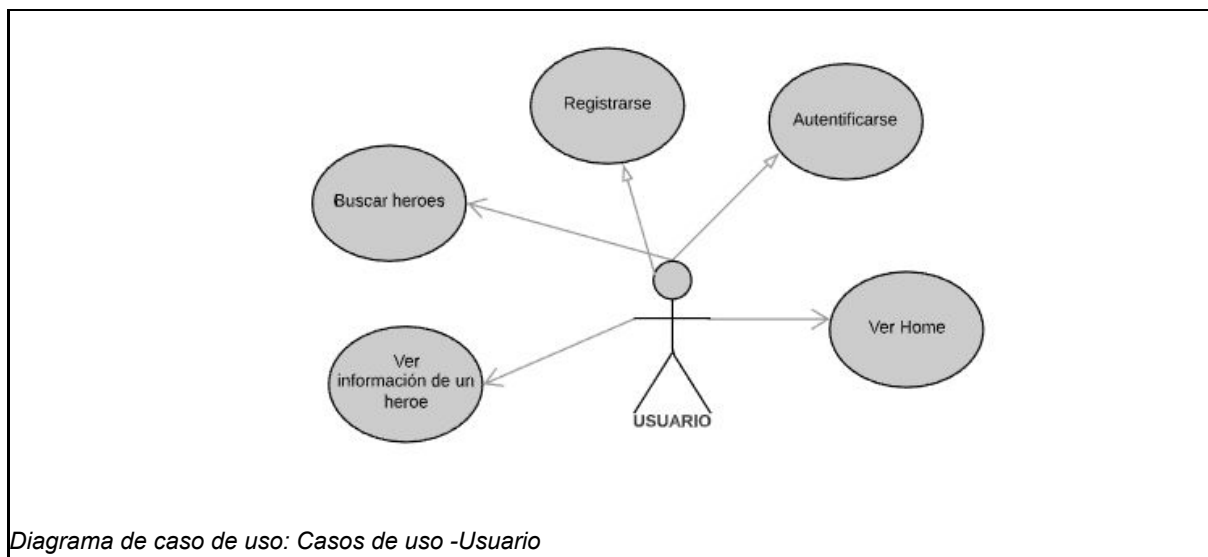 Registrarse
Autentificarse
Buscar heroes
Ver Home
Ver
información de un
heroe
USUARIO
Diagrama de caso de uso: Casos de uso -Usuario